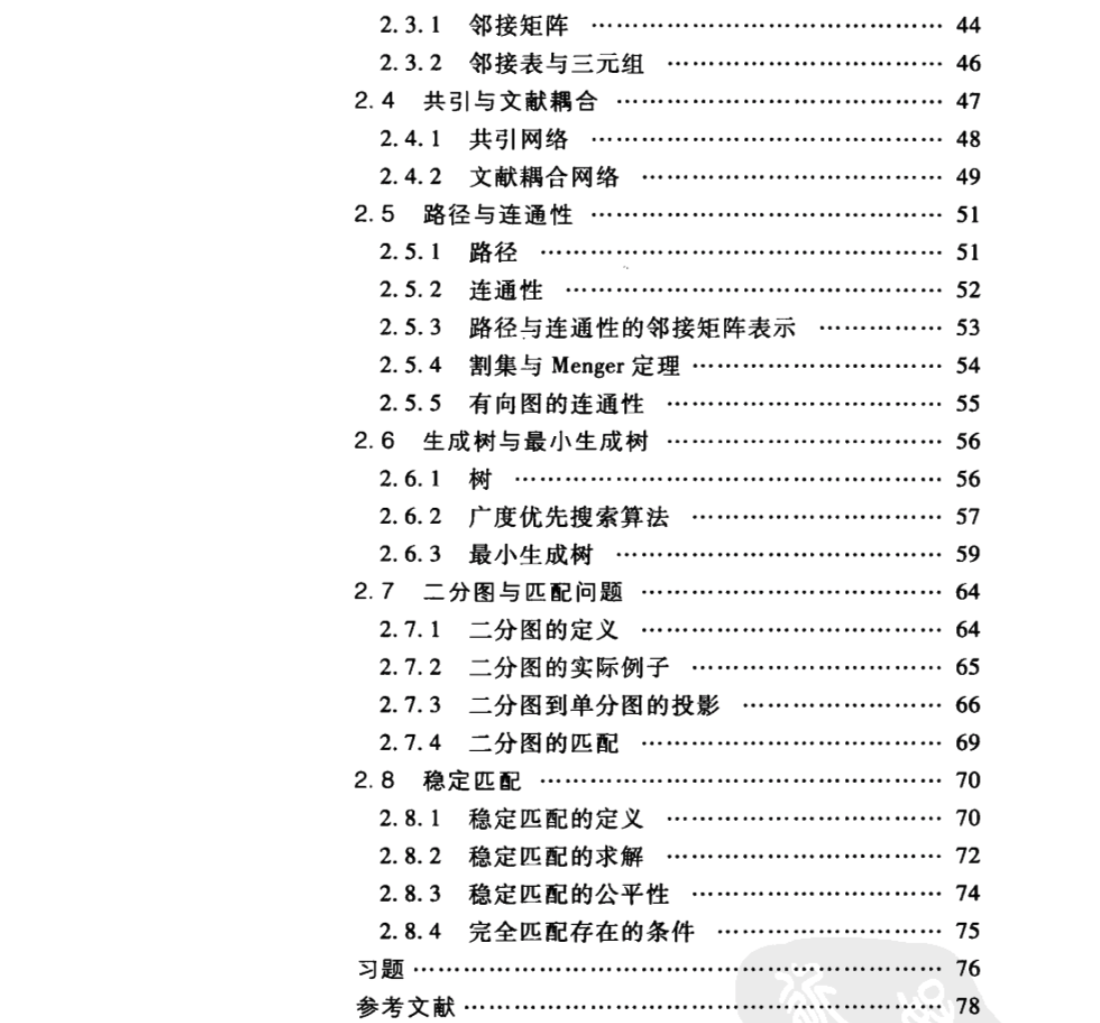 2.3.1 邻接矩阵 …………………………………… 44
2.3.2 邻接表与三元组 …………………………… 46
2.4 共引与文献耦合 ………………………………… 47
2.4.1 共引网络 …………………………………… 48
2.4.2 文献耦合网络 ……………………………… 49
2.5 路径与连通性 …………………………………… 51
2.5.1 路径 ………………………………………… 51
2.5.2 连通性 ……………………………………… 52
2.5.3 路径与连通性的邻接矩阵表示 …………… 53
2.5.4 割集与 Menger 定理 ………………………… 54
2.5.5 有向图的连通性 …………………………… 55
2.6 生成树与最小生成树 …………………………… 56
2.6.1 树 …………………………………………… 56
2.6.2 广度优先搜索算法 ………………………… 57
2.6.3 最小生成树 ………………………………… 59
2.7 二分图与匹配问题 ……………………………… 64
2.7.1 二分图的定义 ……………………………… 64
2.7.2 二分图的实际例子 ………………………… 65
2.7.3 二分图到单分图的投影 …………………… 66
2.7.4 二分图的匹配 ……………………………… 69
2.8 稳定匹配 ………………………………………… 70
2.8.1 稳定匹配的定义 …………………………… 70
2.8.2 稳定匹配的求解 …………………………… 72
2.8.3 稳定匹配的公平性 ………………………… 74
2.8.4 完全匹配存在的条件 ……………………… 75
习题 ………………………………………………………… 76
参考文献 …………………………………………………… 78